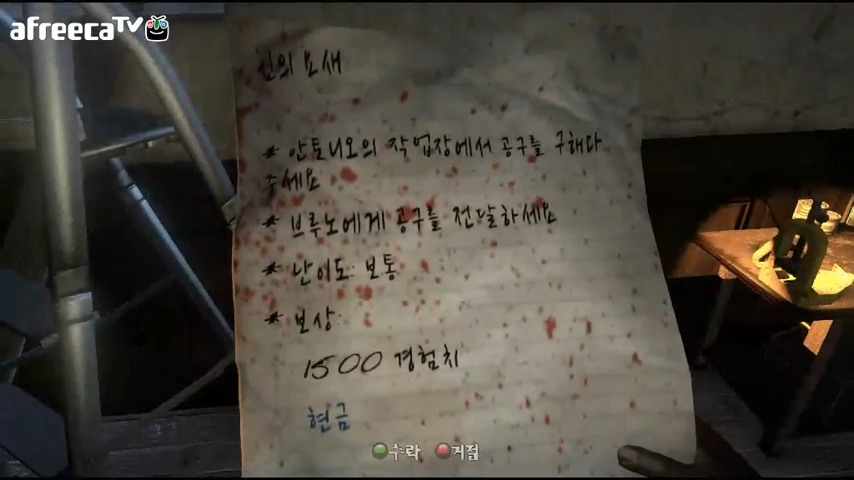 afreecaTV
신의 요새
* 안토니오의 작업장에서 공구를 구해다
주세요
* 브루노에게 공구를 전달하세요
* 난이도: 보통
* 보상:
1500 경험치
현금
수락 거절